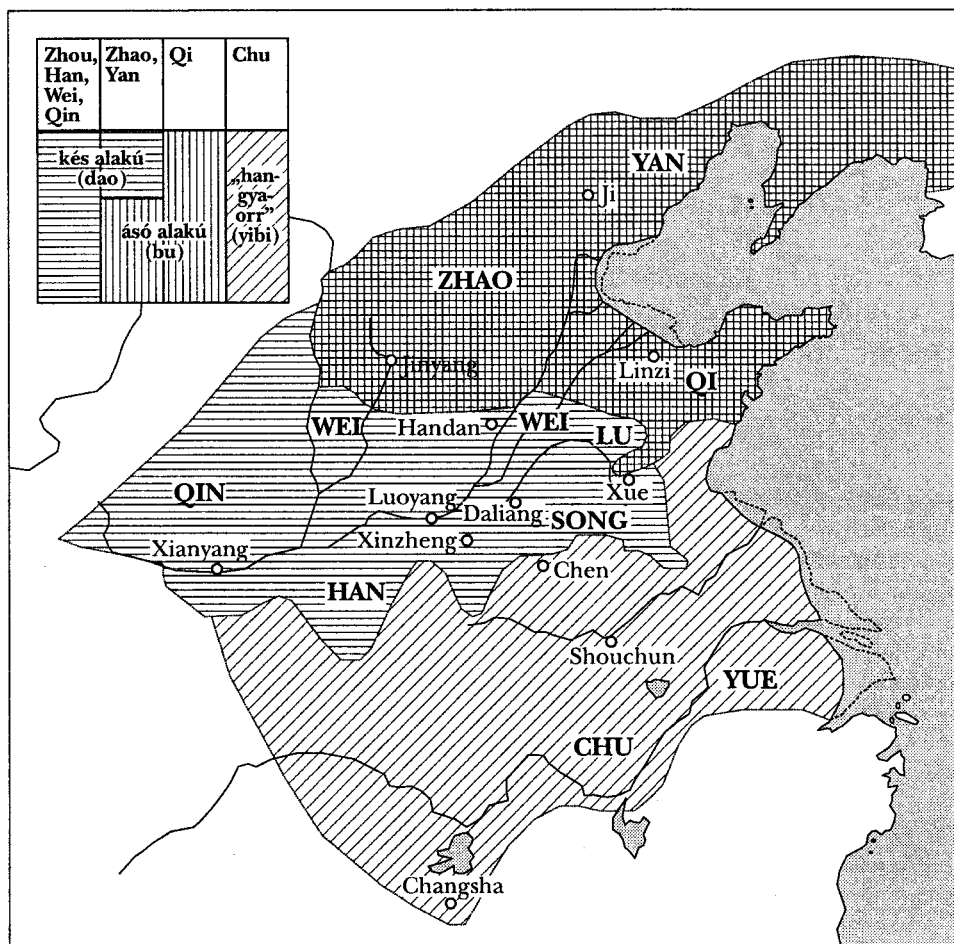 Zhou,
Han,
Wei,
Qin
Zhao,
Yan
Qi
Chu
kés alakú
(dao)
ásó alakú
(bu)
„han-
gya-
orr”
(yibi)
YAN
Ji
ZHAO
Jinyang
Linzi
QI
WEI
Handan
WEI
LU
QIN
Luoyang
Xue
Daliang
SONG
Xinzheng
Xianyang
Chen
HAN
Shouchun
YUE
CHU
Changsha